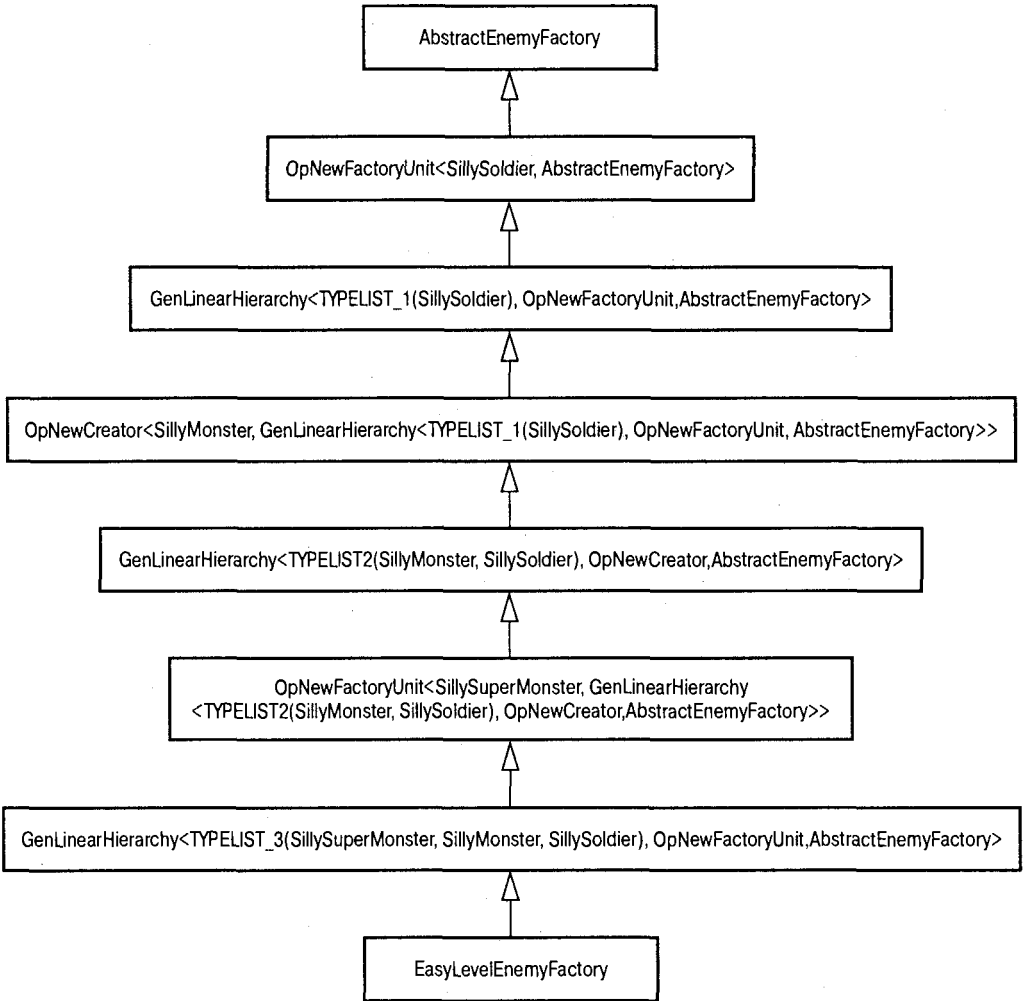 AbstractEnemyFactory
OpNewFactoryUnit<SillySoldier, AbstractEnemyFactory>
GenLinearHierarchy<TYPELIST_1(SillySoldier), OpNewFactoryUnit,AbstractEnemyFactory>
OpNewCreator<SillyMonster, GenLinearHierarchy<TYPELIST_1(SillySoldier), OpNewFactoryUnit, AbstractEnemyFactory>>
GenLinearHierarchy<TYPELIST2(SillyMonster, SillySoldier), OpNewCreator,AbstractEnemyFactory>
OpNewFactoryUnit<SillySuperMonster, GenLinearHierarchy
<TYPELIST2(SillyMonster, SillySoldier), OpNewCreator,AbstractEnemyFactory>>
GenLinearHierarchy<TYPELIST_3(SillySuperMonster, SillyMonster, SillySoldier), OpNewFactoryUnit,AbstractEnemyFactory>
EasyLevelEnemyFactory